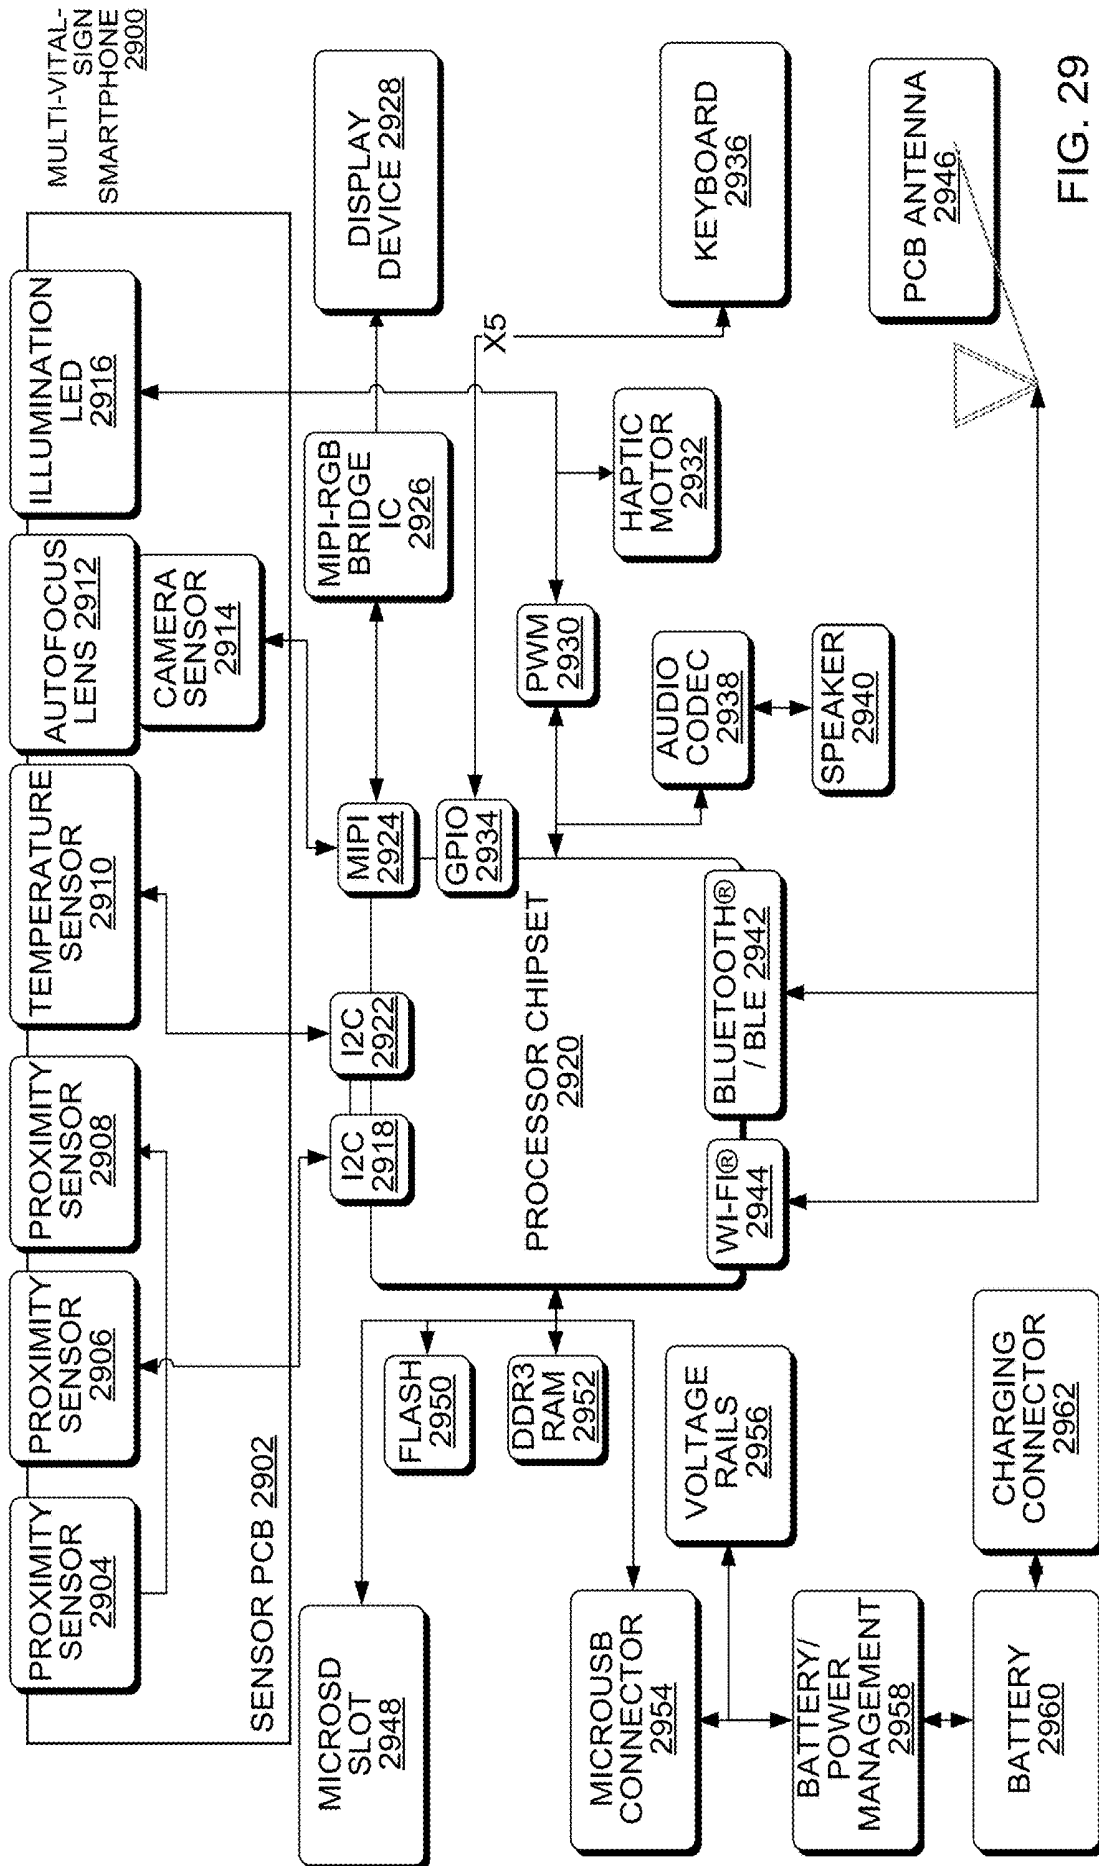 MULTI-VITAL-
SIGN
SMARTPHONE
2900
PROXIMITY
SENSOR
2904
PROXIMITY
SENSOR
2906
PROXIMITY
SENSOR
2908
TEMPERATURE
SENSOR
2910
AUTOFOCUS
LENS 2912
CAMERA
SENSOR
2914
ILLUMINATION
LED
2916
SENSOR PCB 2902
MICROSD
SLOT
2948
I2C
2918
I2C
2922
MIPI
2924
MIPI-RGB
BRIDGE
IC
2926
DISPLAY
DEVICE 2928
FLASH
2950
GPIO
2934
X5
DDR3
RAM
2952
PROCESSOR CHIPSET
2920
PWM
2930
HAPTIC
MOTOR
2932
KEYBOARD
2936
MICROUSB
CONNECTOR
2954
VOLTAGE
RAILS
2956
WI-FI®
2944
BLUETOOTH®
/ BLE 2942
AUDIO
CODEC
2938
SPEAKER
2940
BATTERY/
POWER
MANAGEMENT
2958
PCB ANTENNA
2946
BATTERY
2960
CHARGING
CONNECTOR
2962
FIG. 29